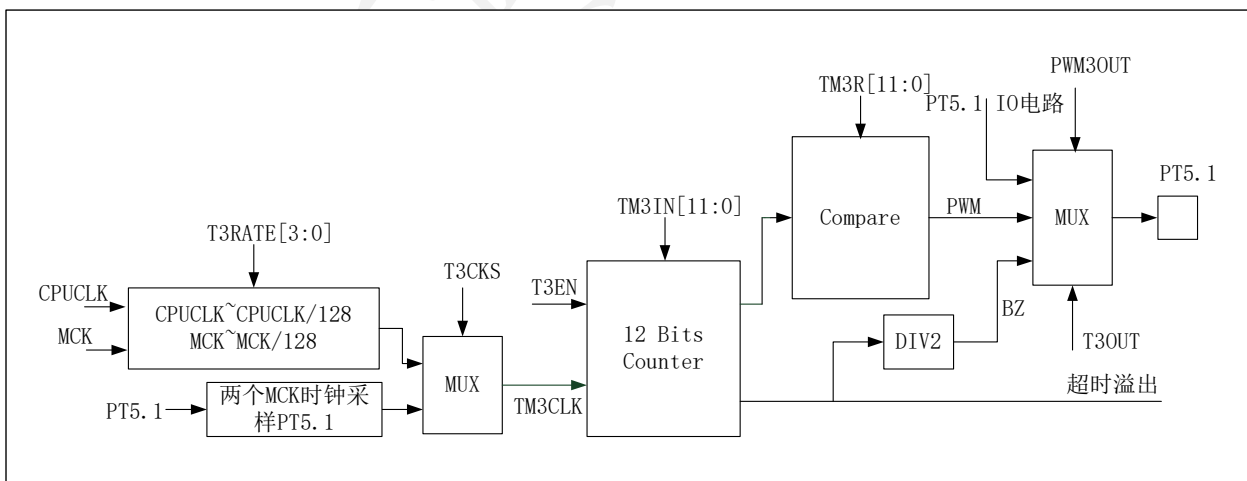 PWM3OUT
TM3R[11:0]
PT5.1 IO电路
PT5.1
TM3IN[11:0]
Compare
PWM
MUX
T3RATE[3:0]
T3CKS
T3EN
CPUCLK
CPUCLK~CPUCLK/128
MCK~MCK/128
MCK
12 Bits
Counter
BZ
DIV2
T3OUT
MUX
TM3CLK
PT5.1
两个MCK时钟采
样PT5.1
超时溢出